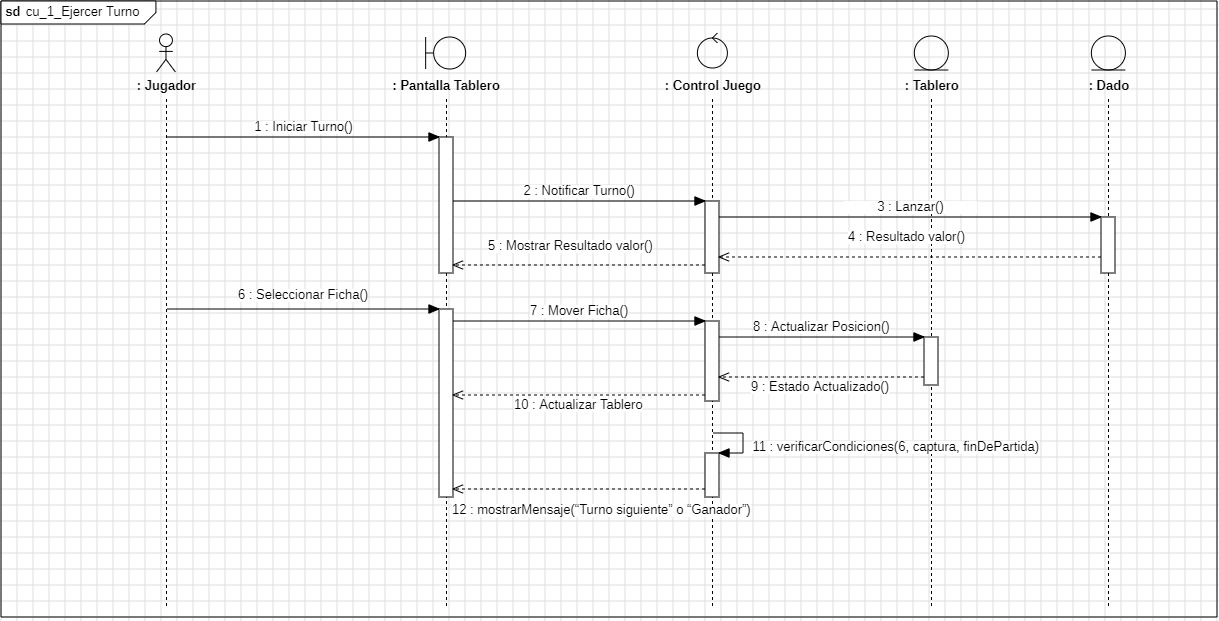 sd cu_1_Ejercer Turno
: Jugador
: Pantalla Tablero
: Control Juego
: Tablero
: Dado
1 : Iniciar Turno()
2 : Notificar Turno()
3 : Lanzar()
4 : Resultado valor()
5 : Mostrar Resultado valor()
6 : Seleccionar Ficha()
7 : Mover Ficha()
8 : Actualizar Posicion()
9 : Estado Actualizado()
10 : Actualizar Tablero
11 : verificarCondiciones(6, captura, finDePartida)
12 : mostrarMensaje(“Turno siguiente” o “Ganador”)